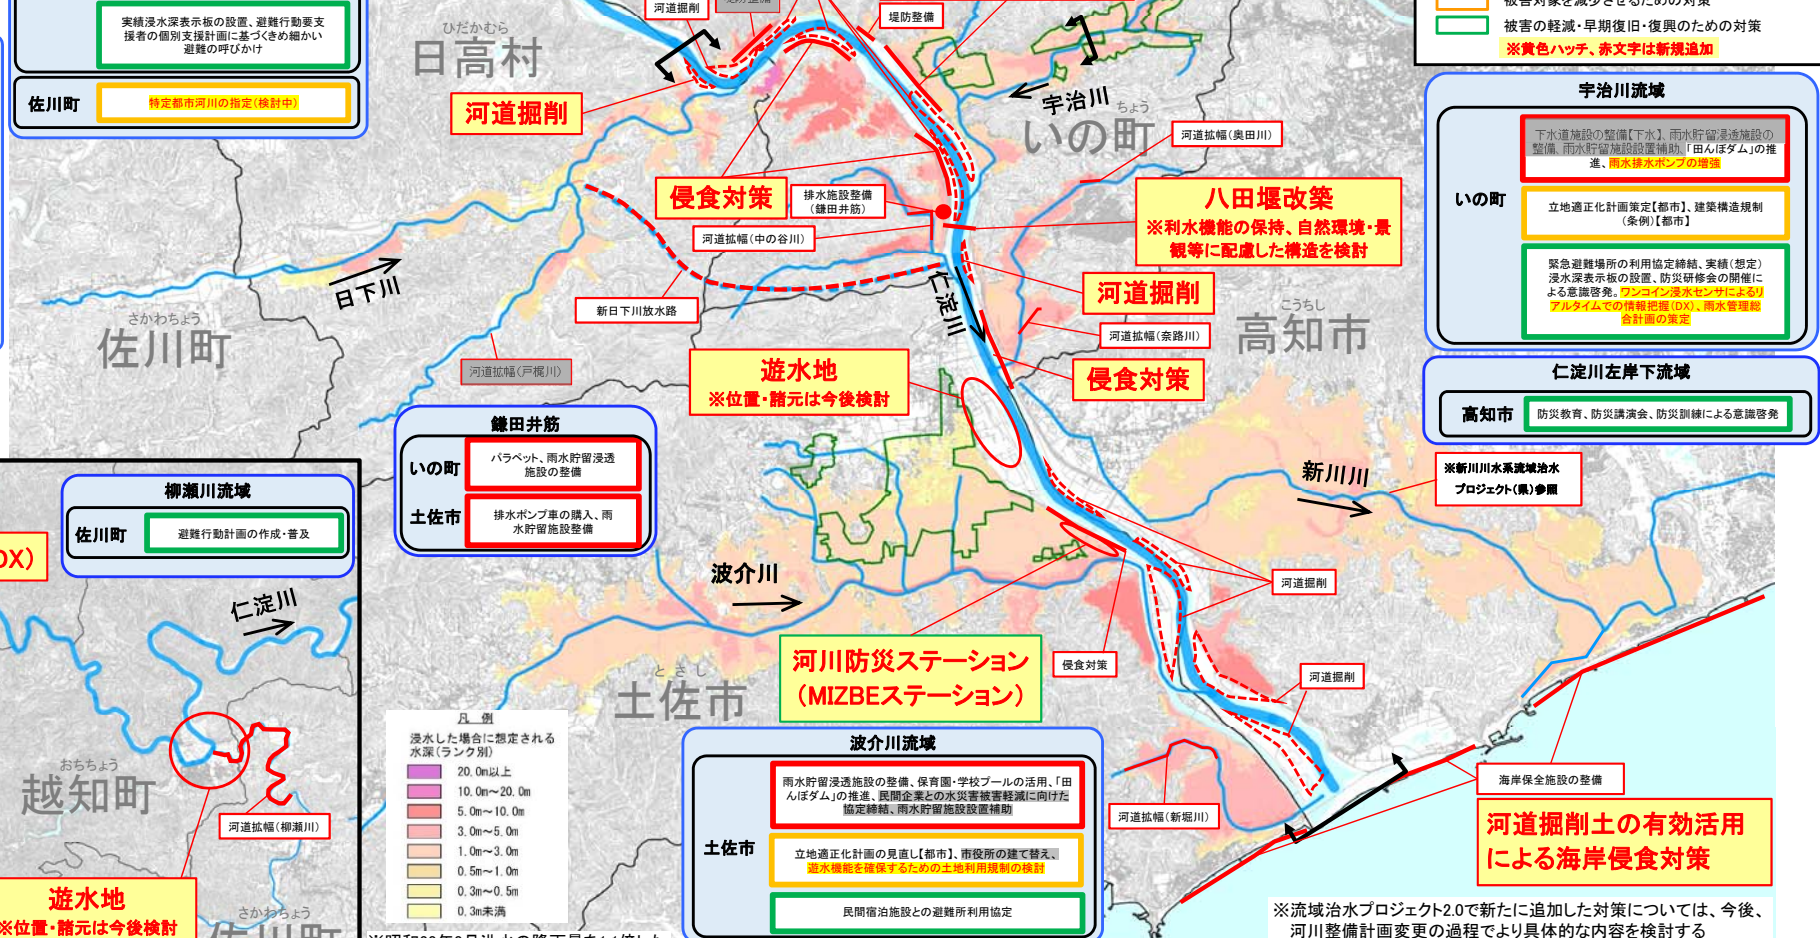 実績浸水深表示板の設置、避難行動要支
援者の個別支援計画に基づくきめ細かい
避難の呼びかけ
佐川町
特定都市河川の指定(検討中)
河道掘削
堤防整備
被害の軽減・早期復旧・復興のための対策
※黄色ハッチ、赤文字は新規追加
ひだかむら
日高村
河道掘削
宇治川
ちょう
いの町
河道拡幅(奥田川)
侵食対策
排水施設整備
(鎌田井筋)
河道拡幅(中の谷川)
八田堰改築
※利水機能の保持、自然環境・景
観等に配慮した構造を検討
日下川
新日下川放水路
仁淀川
河道掘削
河道拡幅(奈路川)
こうちし
高知市
さかわちょう
佐川町
河道拡幅(戸梶川)
遊水地
※位置・諸元は今後検討
侵食対策
宇治川流域
いの町
下水道施設の整備【下水】、雨水貯留浸透施設の
整備、雨水貯留施設設置補助、「田んぼダム」の推
進、雨水排水ポンプの増強
立地適正化計画策定【都市】、建築構造規制
(条例)【都市】
緊急避難場所の利用協定締結、実績(想定)
浸水深表示板の設置、防災研修会の開催に
よる意識啓発。ワンコイン浸水センサによるリ
アルタイムでの情報把握(DX)、雨水管理総
合計画の策定
仁淀川左岸下流域
高知市
防災教育、防災講演会、防災訓練による意識啓発
鎌田井筋
いの町
パラペット、雨水貯留浸透
施設の整備
土佐市
排水ポンプ車の購入、雨
水貯留施設整備
新川川
※新川川水系流域治水
プロジェクト(県)参照
柳瀬川流域
佐川町
避難行動計画の作成・普及
DX)
仁淀川
波介川
河道掘削
河川防災ステーション
(MIZBEステーション)
侵食対策
河道掘削
とさし
土佐市
凡 例
浸水した場合に想定される
水深(ランク別)
20.0m以上
10.0m～20.0m
5.0m～10.0m
3.0m～5.0m
1.0m～3.0m
0.5m～1.0m
0.3m～0.5m
0.3m未満
おちちょう
越知町
河道拡幅(柳瀬川)
遊水地
※位置・諸元は今後検討
さかわちょう
佐川町
波介川流域
土佐市
雨水貯留浸透施設の整備、保育園・学校プールの活用、「田
んぼダム」の推進、民間企業との水災害被害軽減に向けた
協定締結、雨水貯留施設設置補助
立地適正化計画の見直し【都市】、市役所の建て替え、
遊水機能を確保するための土地利用規制の検討
民間宿泊施設との避難所利用協定
河道拡幅(新堀川)
海岸保全施設の整備
河道掘削土の有効活用
による海岸侵食対策
※流域治水プロジェクト2.0で新たに追加した対策については、今後、
河川整備計画変更の過程でより具体的な内容を検討する